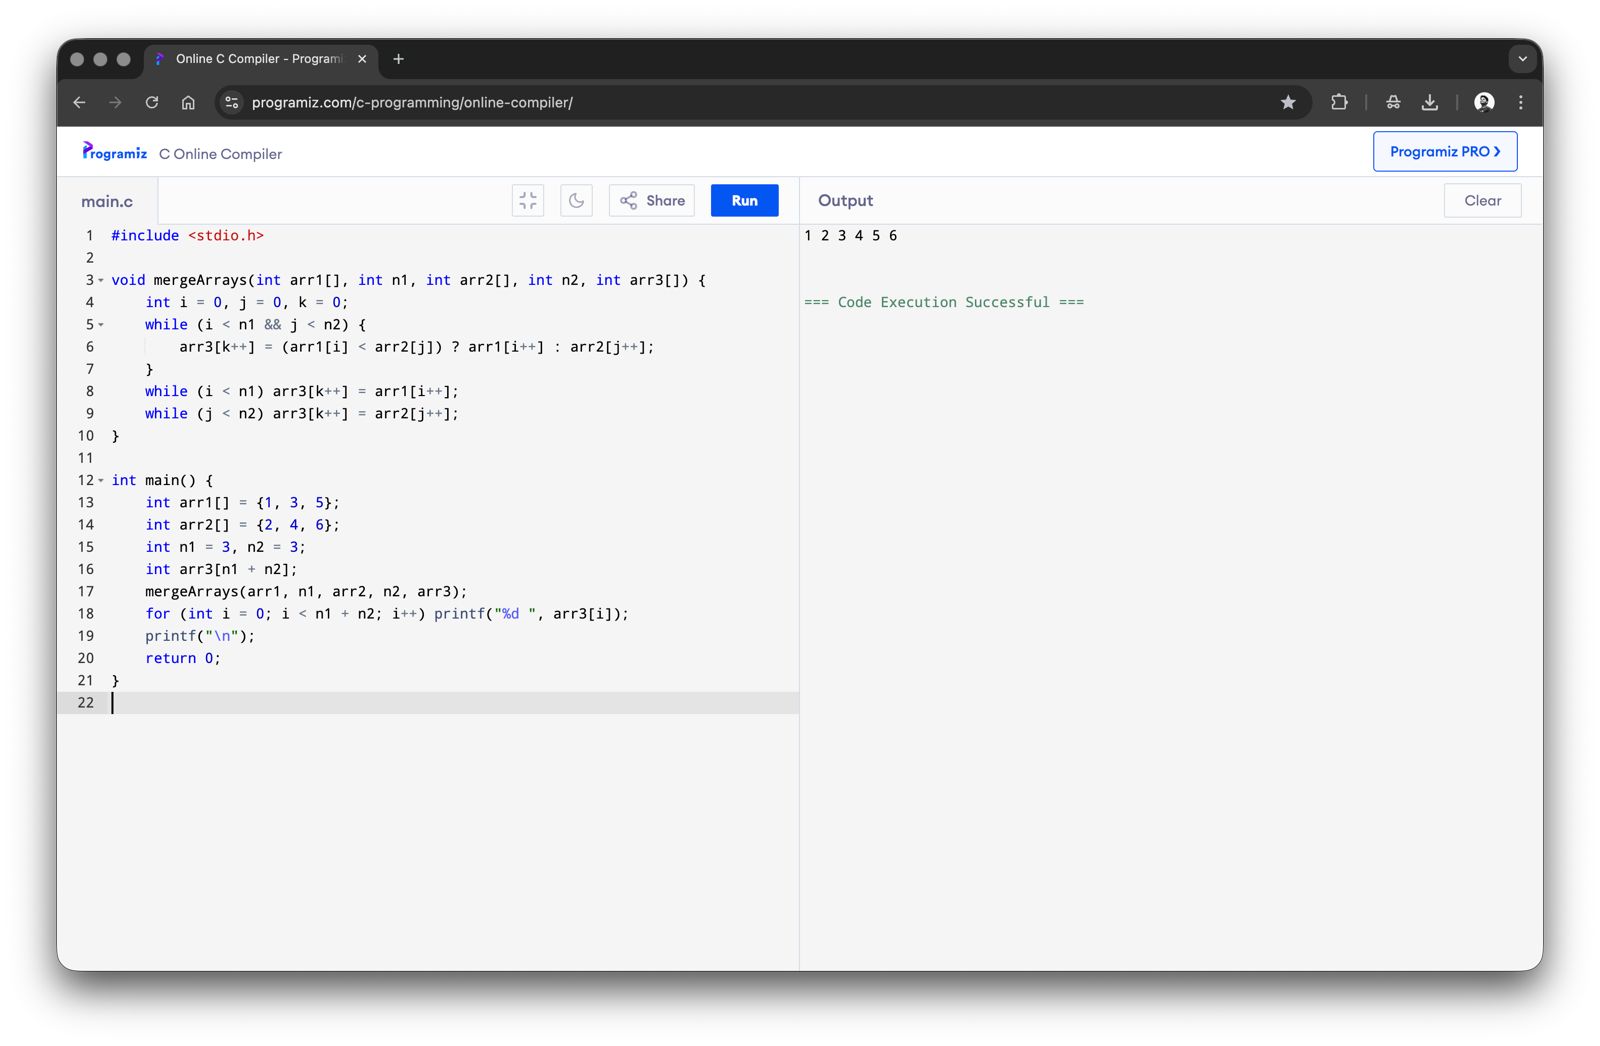 Online C Compiler - Programi
programiz.com/c-programming/online-compiler/
Programiz C Online Compiler
Programiz PRO
main.c
Share
Run
Output
Clear
1 #include <stdio.h>
2
3 void mergeArrays(int arr1[], int n1, int arr2[], int n2, int arr3[]) {
4     int i = 0, j = 0, k = 0;
5     while (i < n1 && j < n2) {
6         arr3[k++] = (arr1[i] < arr2[j]) ? arr1[i++] : arr2[j++];
7     }
8     while (i < n1) arr3[k++] = arr1[i++];
9     while (j < n2) arr3[k++] = arr2[j++];
10 }
11
12 int main() {
13     int arr1[] = {1, 3, 5};
14     int arr2[] = {2, 4, 6};
15     int n1 = 3, n2 = 3;
16     int arr3[n1 + n2];
17     mergeArrays(arr1, n1, arr2, n2, arr3);
18     for (int i = 0; i < n1 + n2; i++) printf("%d ", arr3[i]);
19     printf("\n");
20     return 0;
21 }
22
1 2 3 4 5 6
=== Code Execution Successful ===